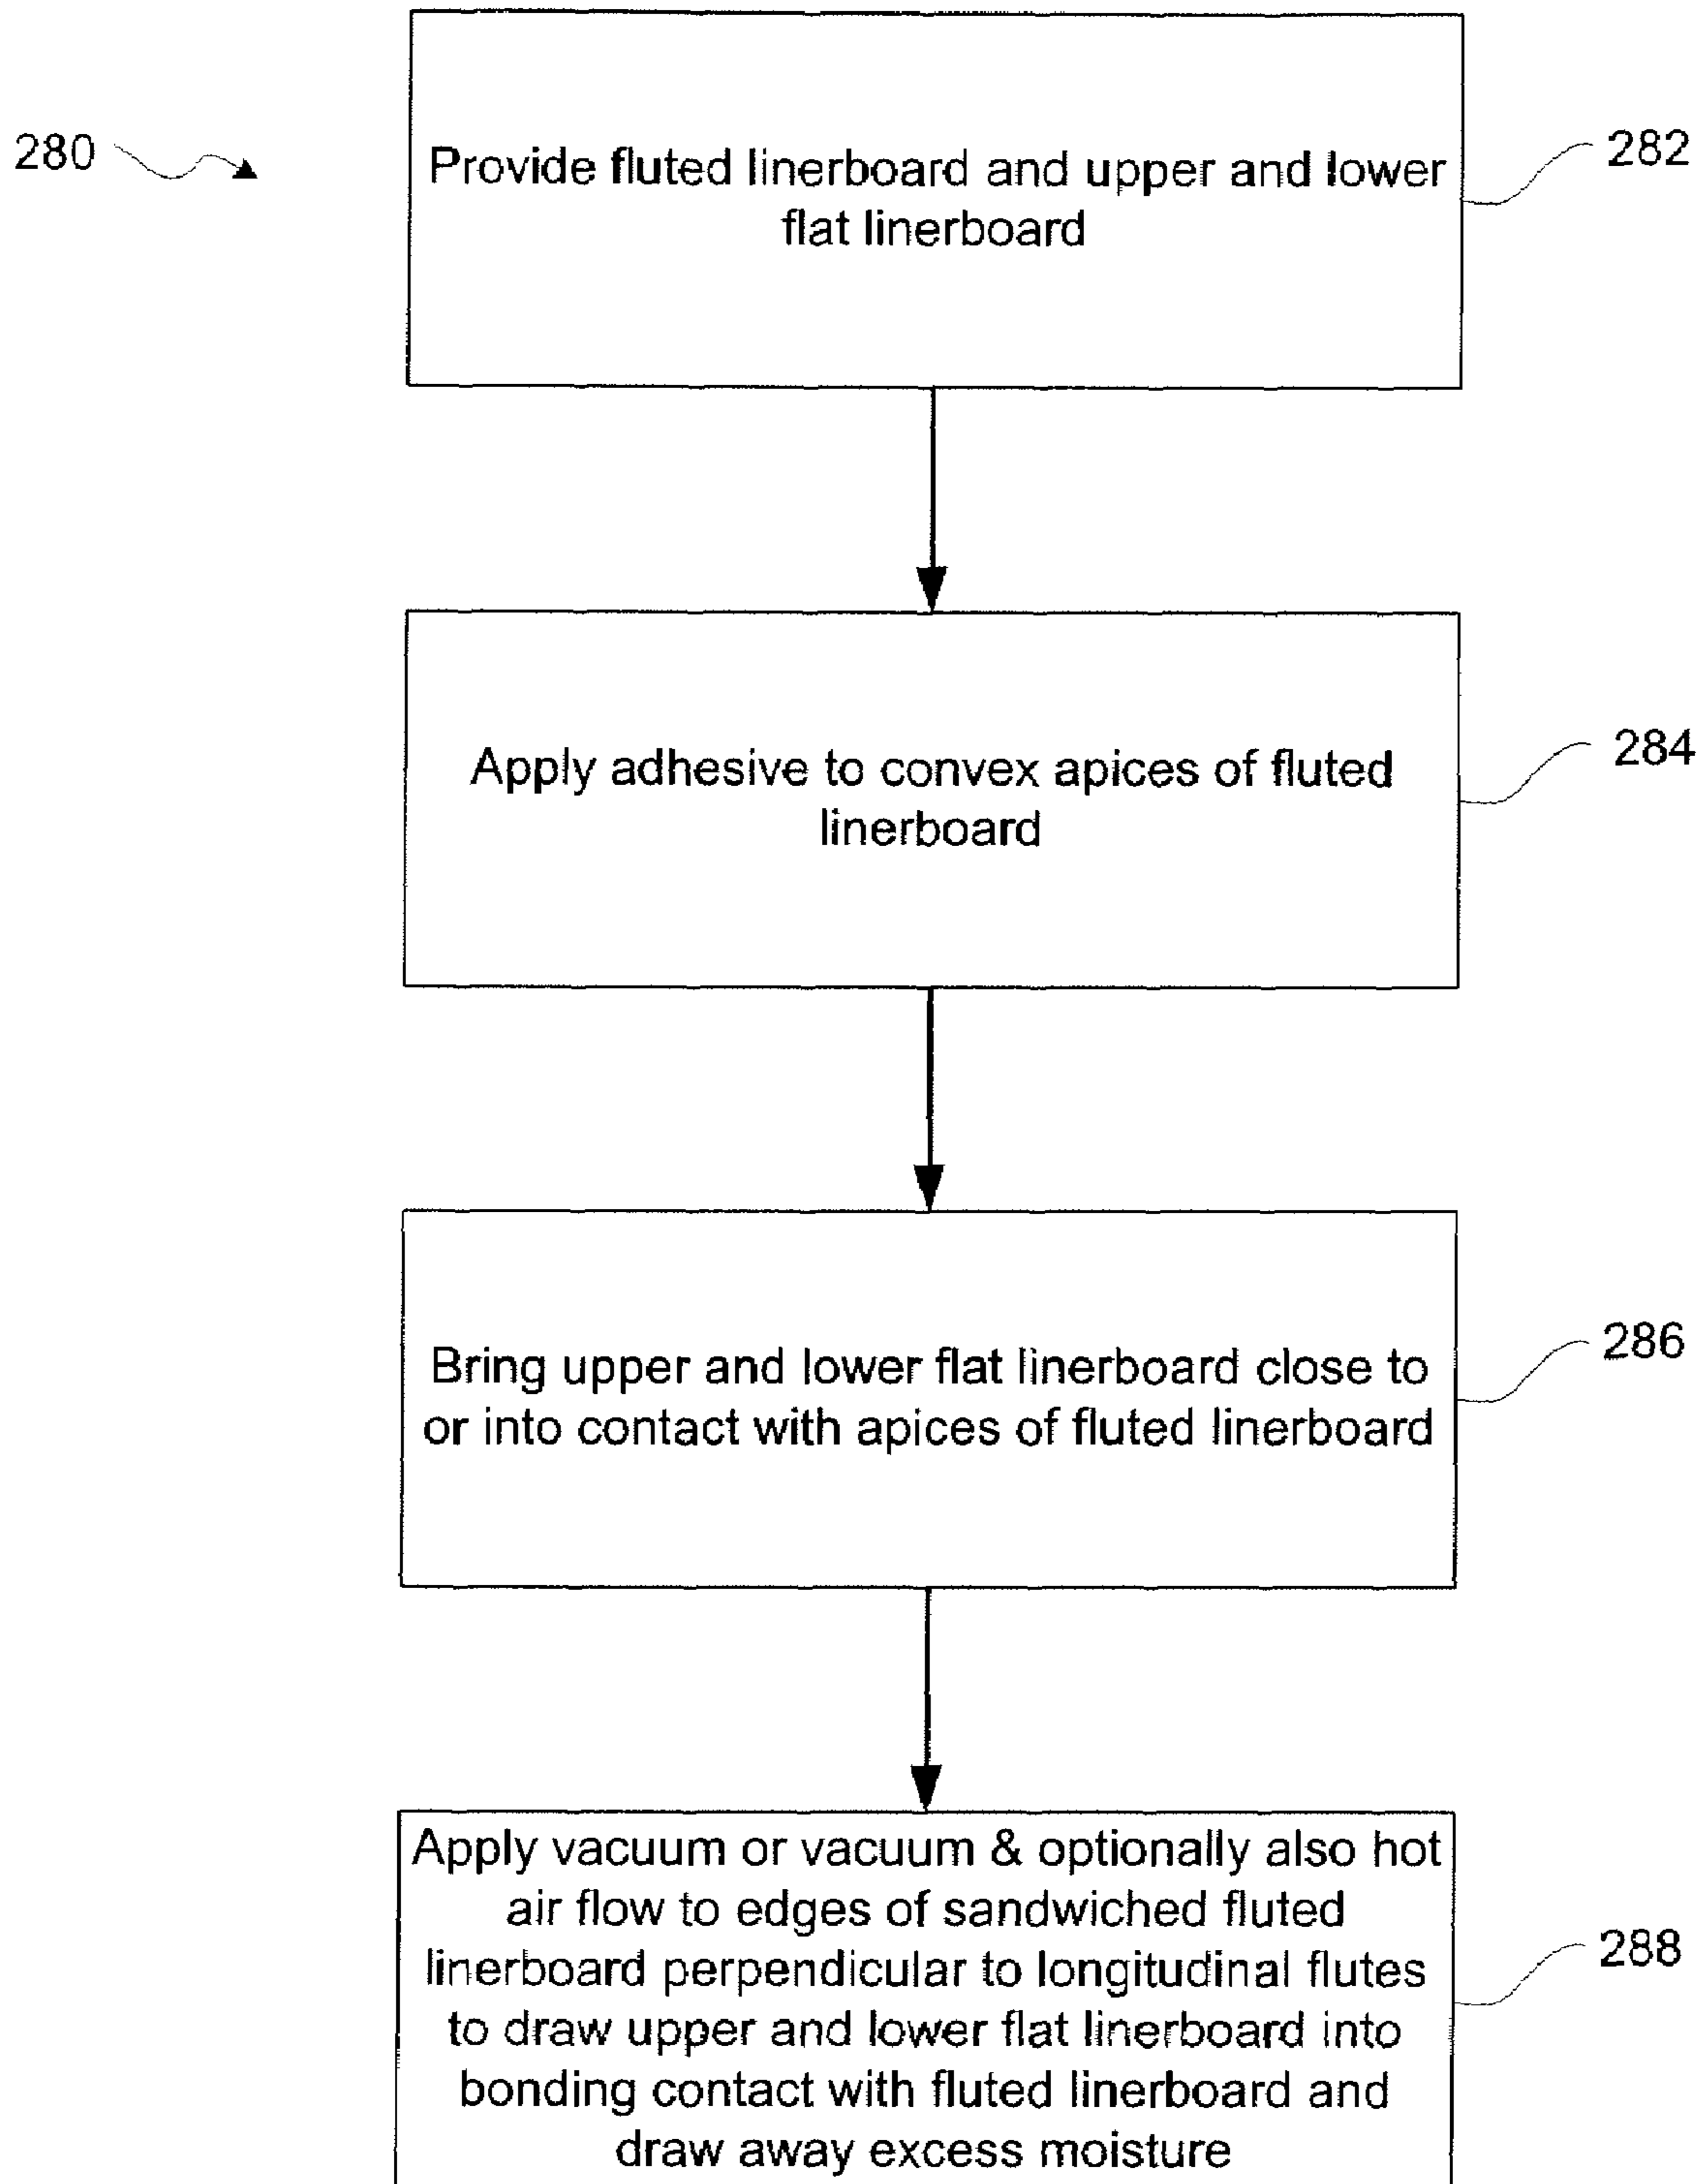 280
Provide fluted linerboard and upper and lower
flat linerboard
282
Apply adhesive to convex apices of fluted
linerboard
284
Bring upper and lower flat linerboard close to
or into contact with apices of fluted linerboard
286
Apply vacuum or vacuum & optionally also hot
air flow to edges of sandwiched fluted
linerboard perpendicular to longitudinal flutes
to draw upper and lower flat linerboard into
bonding contact with fluted linerboard and
draw away excess moisture
288